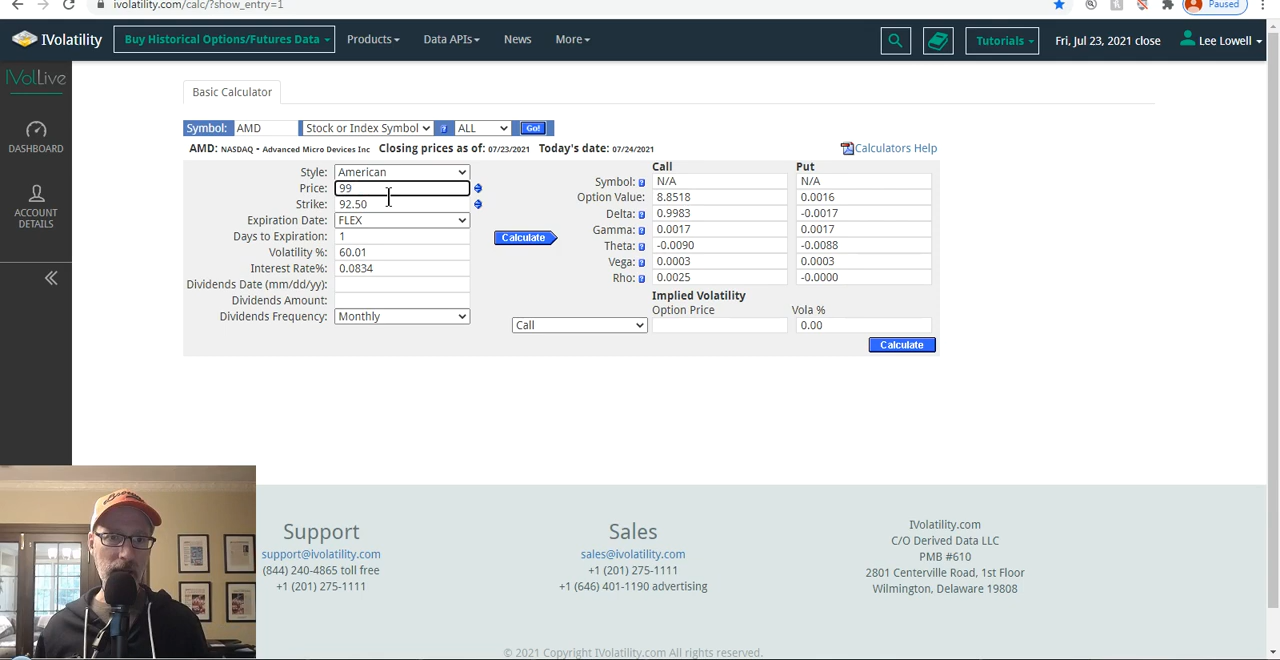 ivolatility.com/calc/?show_entry=1
Paused
IVolatility
Buy Historical Options/Futures Data
Products
Data APIs
News
More
Tutorials
Fri, Jul 23, 2021 close
Lee Lowell
IVolLive
DASHBOARD
ACCOUNT
DETAILS
Basic Calculator
Symbol: AMD Stock or Index Symbol ? ALL Go!
AMD: NASDAQ - Advanced Micro Devices Inc Closing prices as of: 07/23/2021 Today's date: 07/24/2021
Calculators Help
Style: American
Price: 99
Strike: 92.50
Expiration Date: FLEX
Days to Expiration: 1
Volatility %: 60.01
Interest Rate%: 0.0834
Dividends Date (mm/dd/yy):
Dividends Amount:
Dividends Frequency: Monthly
Calculate
Call Put
Symbol: ? N/A N/A
Option Value: 8.8518 0.0016
Delta: ? 0.9983 -0.0017
Gamma: ? 0.0017 0.0017
Theta: ? -0.0090 -0.0088
Vega: ? 0.0003 0.0003
Rho: ? 0.0025 -0.0000
Implied Volatility
Option Price Vola %
Call 0.00
Calculate
Support
support@ivolatility.com
(844) 240-4865 toll free
+1 (201) 275-1111
Sales
sales@ivolatility.com
+1 (201) 275-1111
+1 (646) 401-1190 advertising
IVolatility.com
C/O Derived Data LLC
PMB #610
2801 Centerville Road, 1st Floor
Wilmington, Delaware 19808
© 2021 Copyright IVolatility.com All rights reserved.